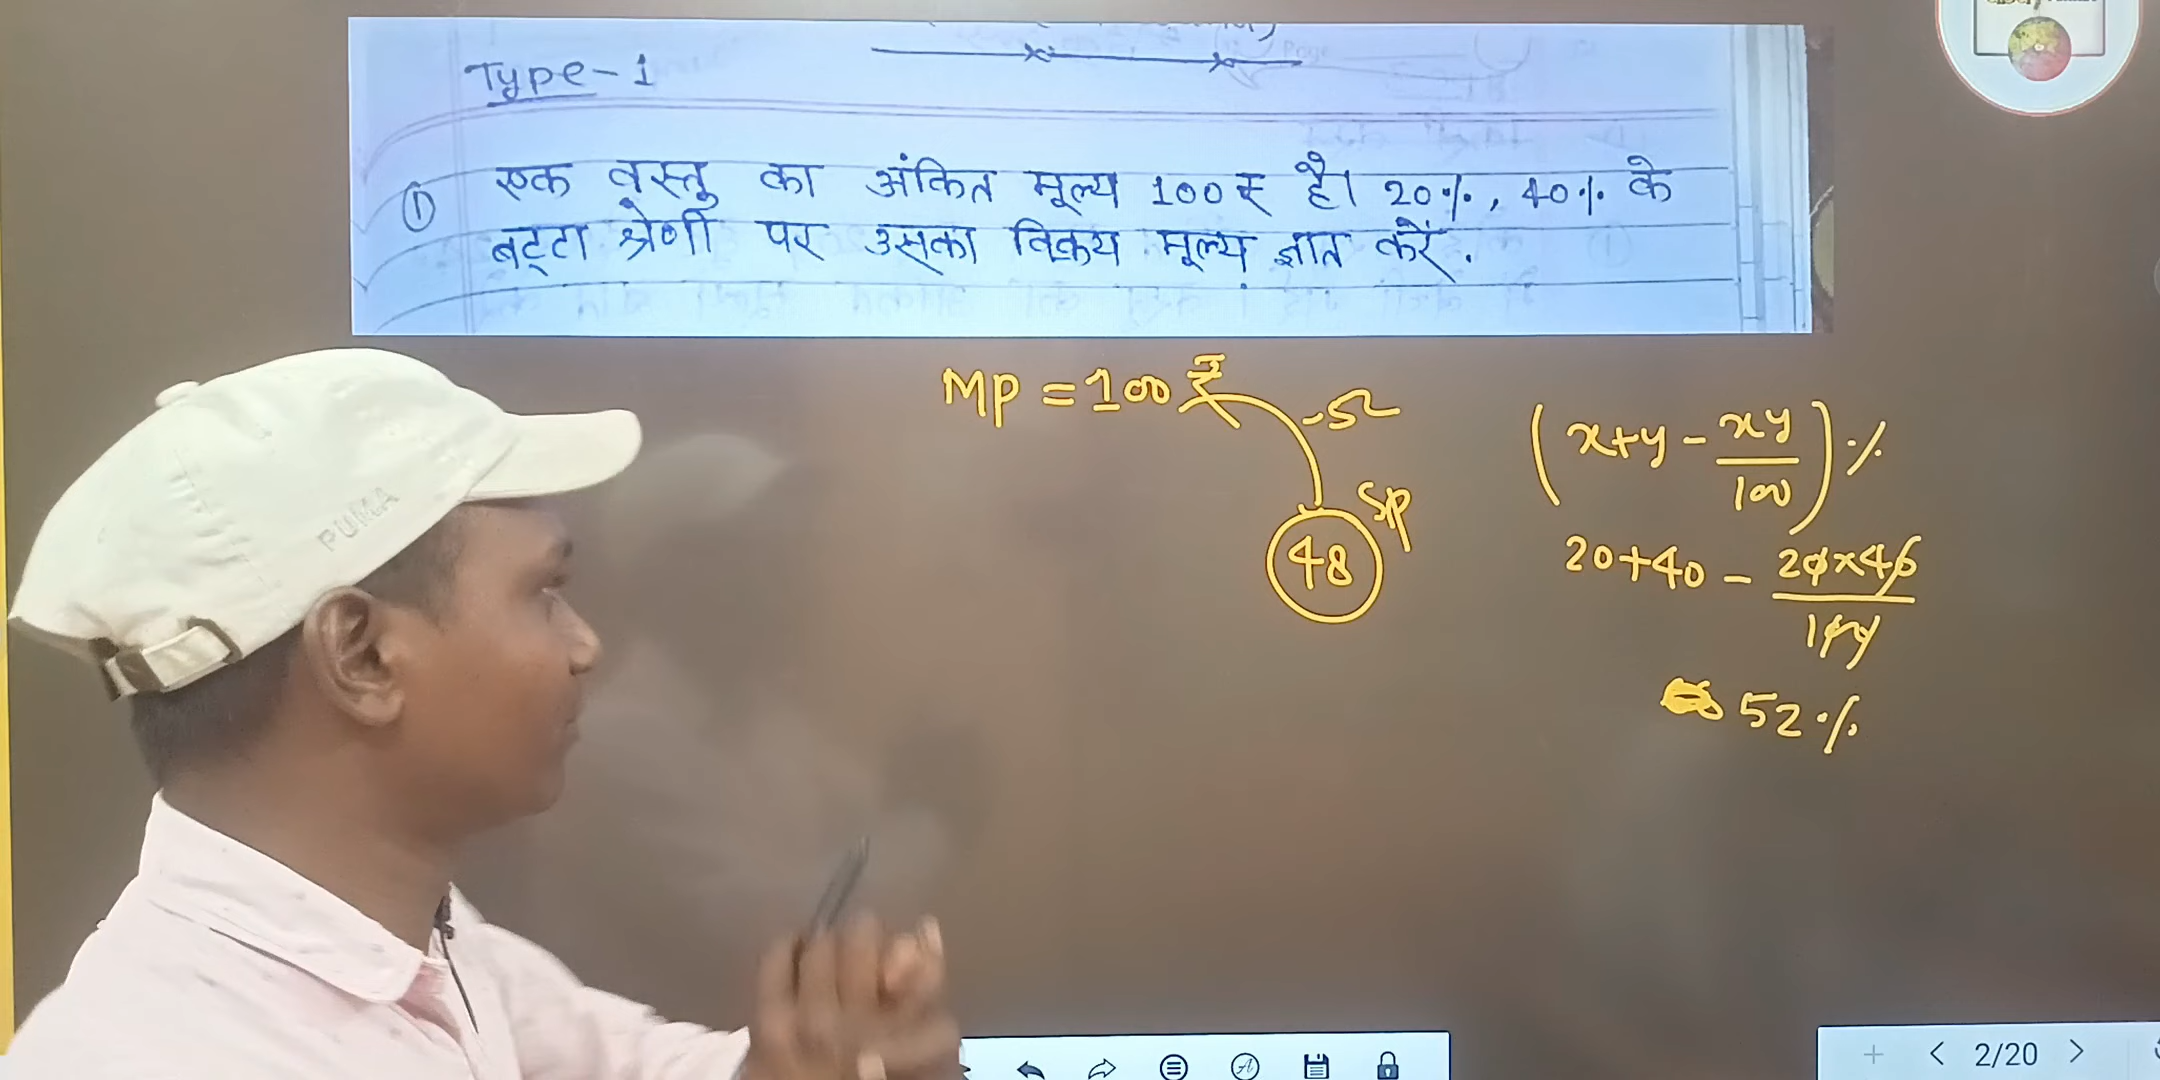 Type-1
① एक वस्तु का अंकित मूल्य 100₹ है। 20%, 40% के
बट्टा श्रेणी पर उसका विक्रय मूल्य ज्ञात करें.
MP = 100 ₹
-52
SP
48
(x+y - xy/100)%
20+40 - 20×40/100
52%
PUMA
2/20